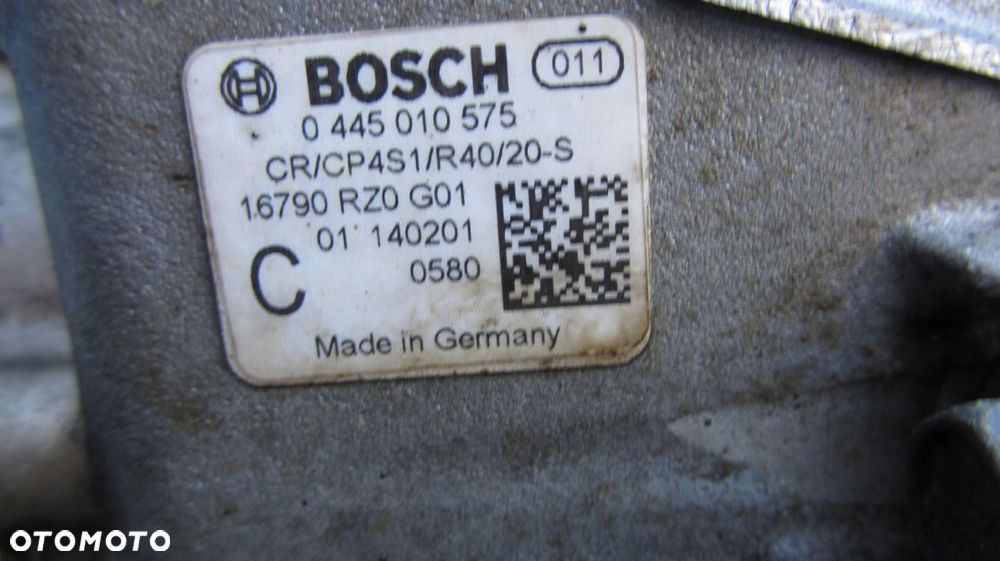 BOSCH 011
0 445 010 575
CR/CP4S1/R40/20-S
16790 RZ0 G01
01 140201
C 0580
Made in Germany
OTOMOTO